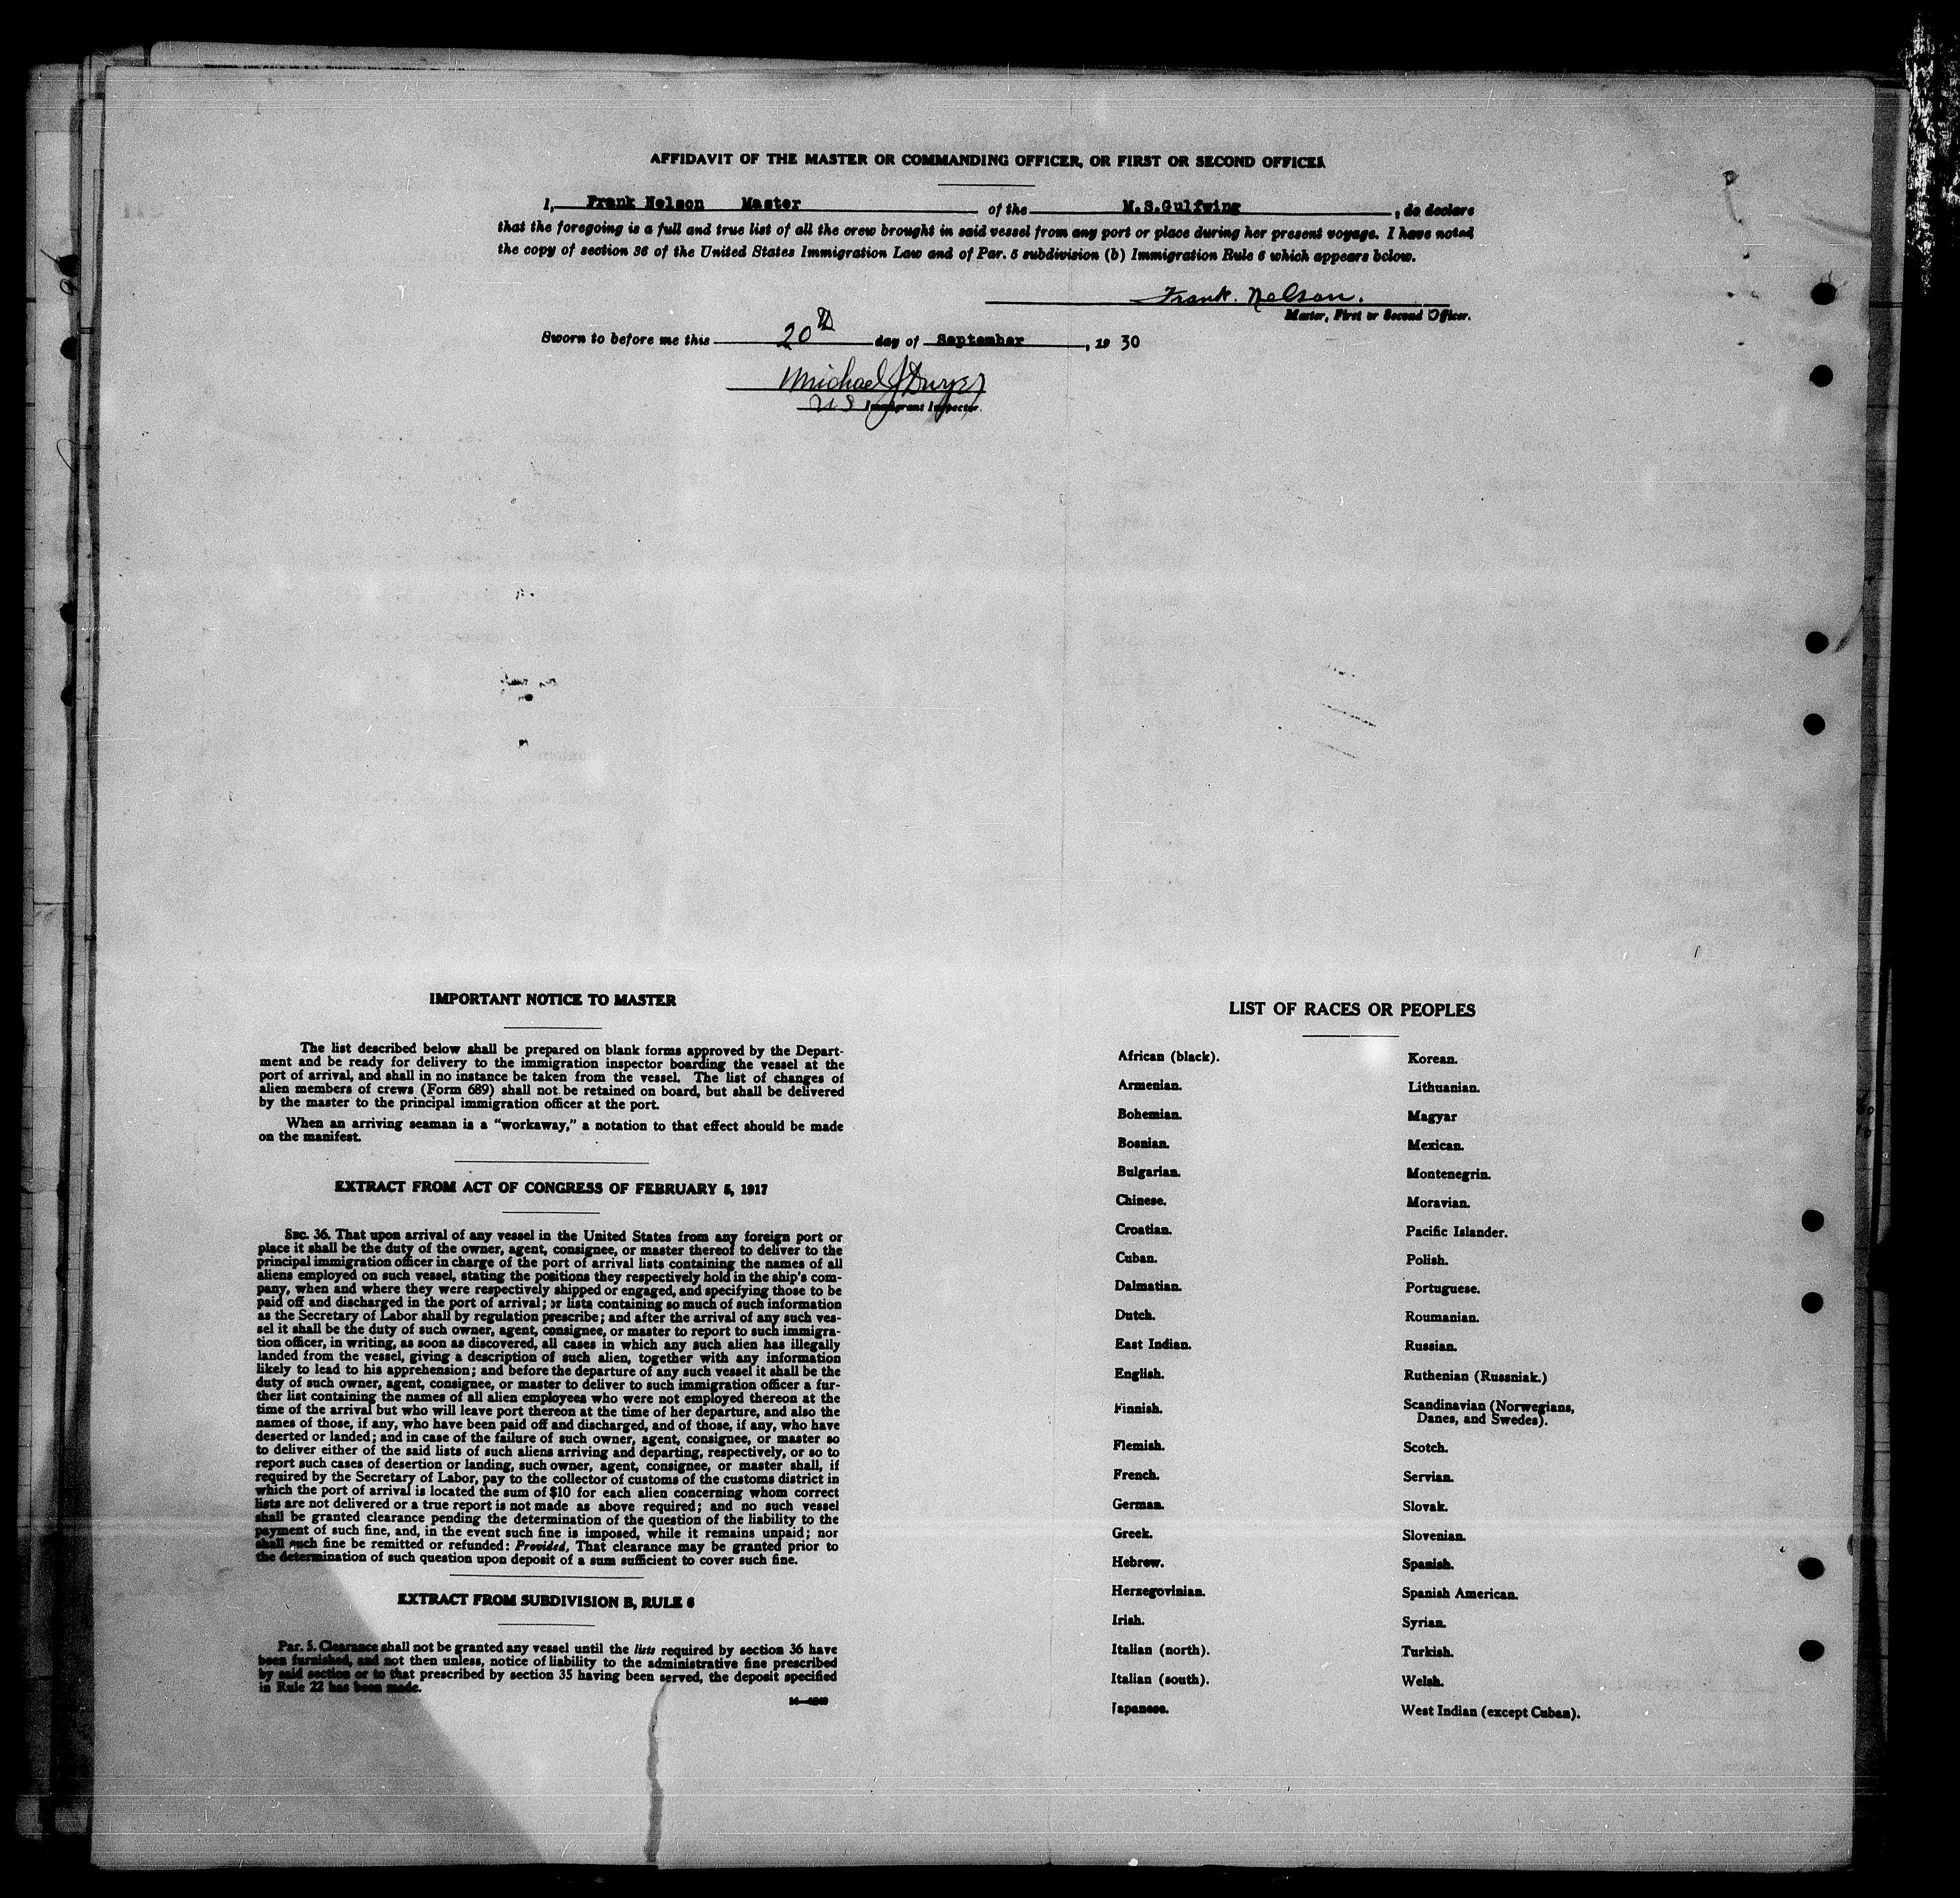 AFFIDAVIT OF THE MASTER OR COMMANDING OFFICER, OR FIRST OR SECOND OFFICER
I, Frank Nelson Master of the M.S.Gulfwing, do declare
that the foregoing is a full and true list of all the crew brought in said vessel from any port or place during her present voyage. I have noted
the copy of section 36 of the United States Immigration Law and of Par. 5 subdivision (b) Immigration Rule 6 which appears below.
Frank. Nelson.
Master, First or Second Officer.
Sworn to before me this 20th day of September, 19 30
Michael J Dwyer
US Immigrant Inspector.
IMPORTANT NOTICE TO MASTER
The list described below shall be prepared on blank forms approved by the Depart-
ment and be ready for delivery to the immigration inspector boarding the vessel at the
port of arrival, and shall in no instance be taken from the vessel. The list of changes of
alien members of crews (Form 689) shall not be retained on board, but shall be delivered
by the master to the principal immigration officer at the port.
When an arriving seaman is a "workaway," a notation to that effect should be made
on the manifest.
EXTRACT FROM ACT OF CONGRESS OF FEBRUARY 5, 1917
SEC. 36. That upon arrival of any vessel in the United States from any foreign port or
place it shall be the duty of the owner, agent, consignee, or master thereof to deliver to the
principal immigration officer in charge of the port of arrival lists containing the names of all
aliens employed on such vessel, stating the positions they respectively hold in the ship's com-
pany, when and where they were respectively shipped or engaged, and specifying those to be
paid off and discharged in the port of arrival; or lists containing so much of such information
as the Secretary of Labor shall by regulation prescribe; and after the arrival of any such ves-
sel it shall be the duty of such owner, agent, consignee, or master to report to such immigra-
tion officer, in writing, as soon as discovered, all cases in which any such alien has illegally
landed from the vessel, giving a description of such alien, together with any information
likely to lead to his apprehension; and before the departure of any such vessel it shall be the
duty of such owner, agent, consignee, or master to deliver to such immigration officer a fur-
ther list containing the names of all alien employees who were not employed thereon at the
time of the arrival but who will leave port thereon at the time of her departure, and also the
names of those, if any, who have been paid off and discharged, and of those, if any, who have
deserted or landed; and in case of the failure of such owner, agent, consignee, or master so
to deliver either of the said lists of such aliens arriving and departing, respectively, or so to
report such cases of desertion or landing, such owner, agent, consignee, or master shall, if
required by the Secretary of Labor, pay to the collector of customs of the customs district in
which the port of arrival is located the sum of $10 for each alien concerning whom correct
lists are not delivered or a true report is not made as above required; and no such vessel
shall be granted clearance pending the determination of the question of the liability to the
payment of such fine, and, in the event such fine is imposed, while it remains unpaid; nor
shall such fine be remitted or refunded: Provided, That clearance may be granted prior to
the determination of such question upon deposit of a sum sufficient to cover such fine.
EXTRACT FROM SUBDIVISION B, RULE 6
Par. 5. Clearance shall not be granted any vessel until the lists required by section 36 have
been furnished, and not then unless, notice of liability to the administrative fine prescribed
by said section or to that prescribed by section 35 having been served, the deposit specified
in Rule 22 has been made.
LIST OF RACES OR PEOPLES
African (black).
Armenian.
Bohemian.
Bosnian.
Bulgarian.
Chinese.
Croatian.
Cuban.
Dalmatian.
Dutch.
East Indian.
English.
Finnish.
Flemish.
French.
German.
Greek.
Hebrew.
Herzegovinian.
Irish.
Italian (north).
Italian (south).
Japanese.
Korean.
Lithuanian.
Magyar
Mexican.
Montenegrin.
Moravian.
Pacific Islander.
Polish.
Portuguese.
Roumanian.
Russian.
Ruthenian (Russniak.)
Scandinavian (Norwegians,
Danes, and Swedes).
Scotch.
Servian.
Slovak.
Slovenian.
Spanish.
Spanish American.
Syrian.
Turkish.
Welsh.
West Indian (except Cuban).